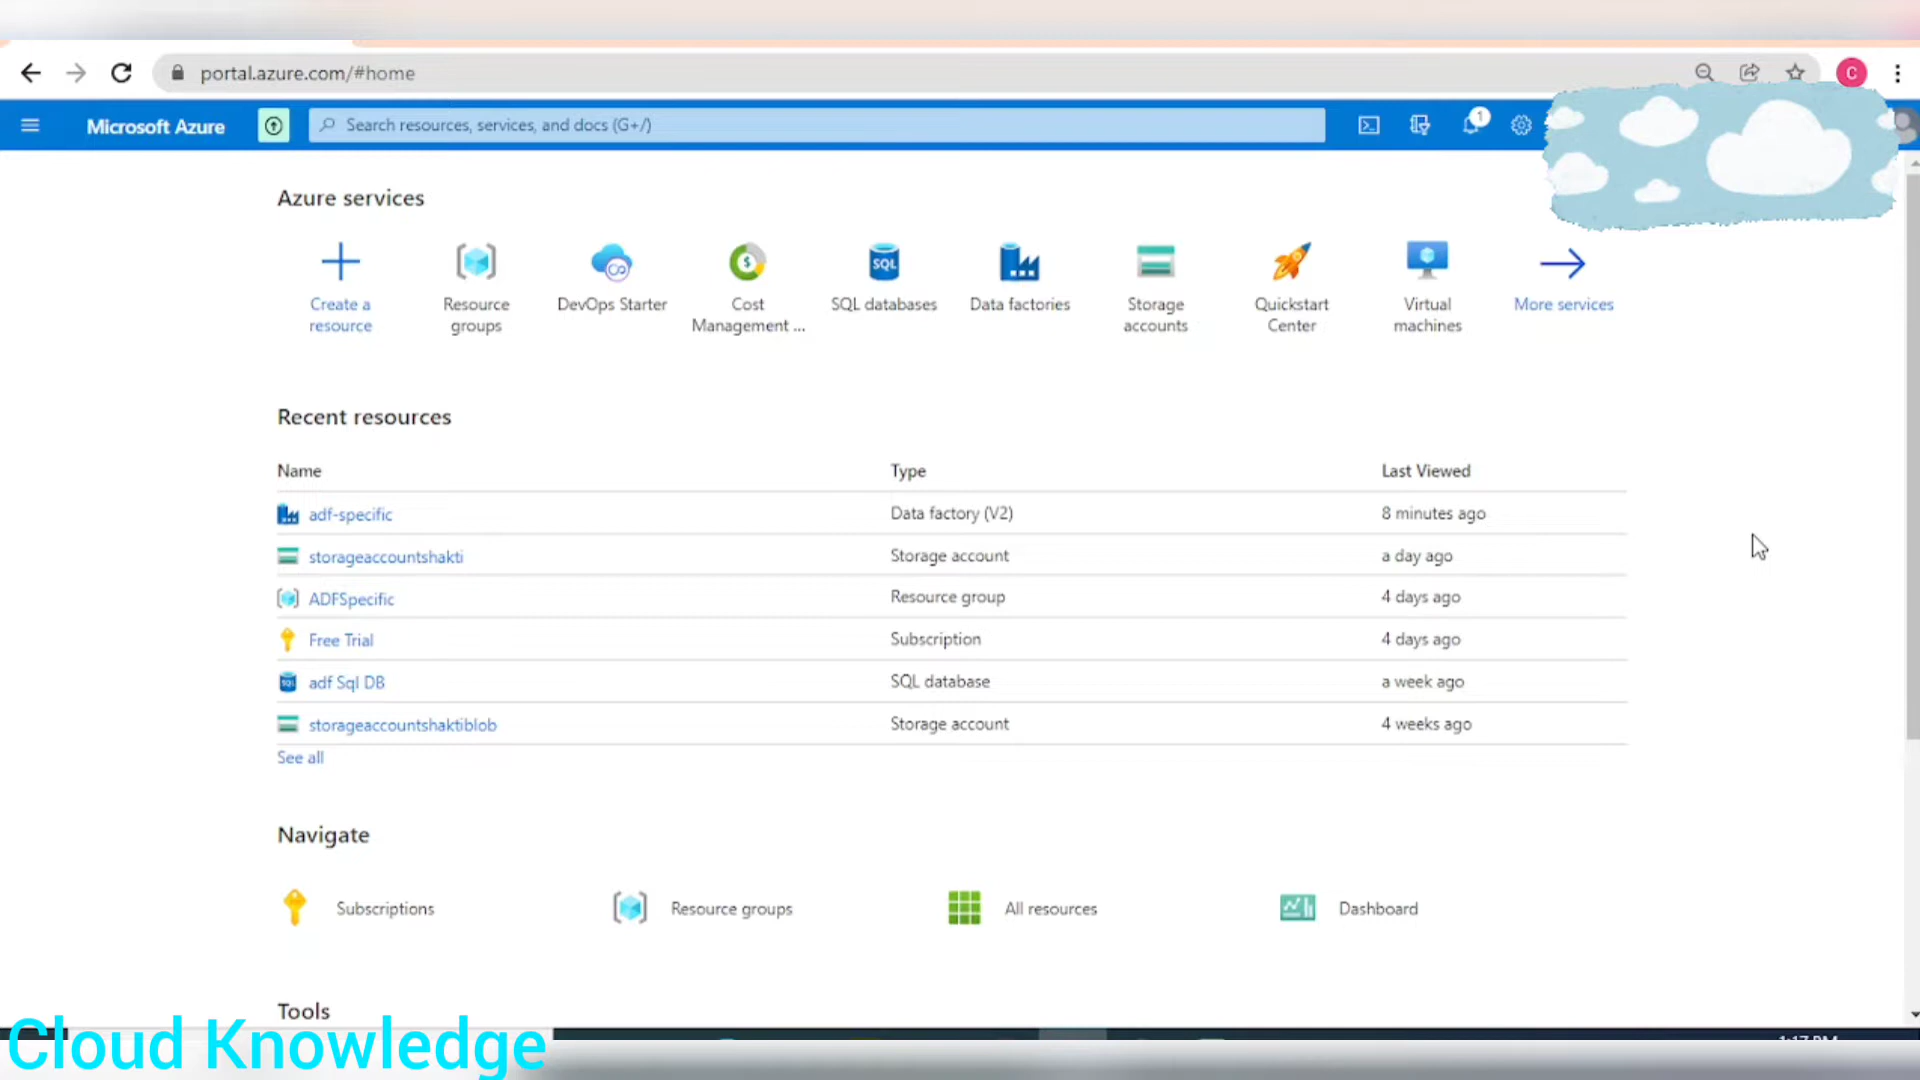 portal.azure.com/#home
C
Microsoft Azure
Search resources, services, and docs (G+/)
1
Azure services
Create a resource
Resource groups
DevOps Starter
Cost Management ...
SQL
SQL databases
Data factories
Storage accounts
Quickstart Center
Virtual machines
More services
Recent resources
Name Type Last Viewed
adf-specific Data factory (V2) 8 minutes ago
storageaccountshakti Storage account a day ago
ADFSpecific Resource group 4 days ago
Free Trial Subscription 4 days ago
adf Sql DB SQL database a week ago
storageaccountshaktiblob Storage account 4 weeks ago
See all
Navigate
Subscriptions Resource groups All resources Dashboard
Tools
Cloud Knowledge